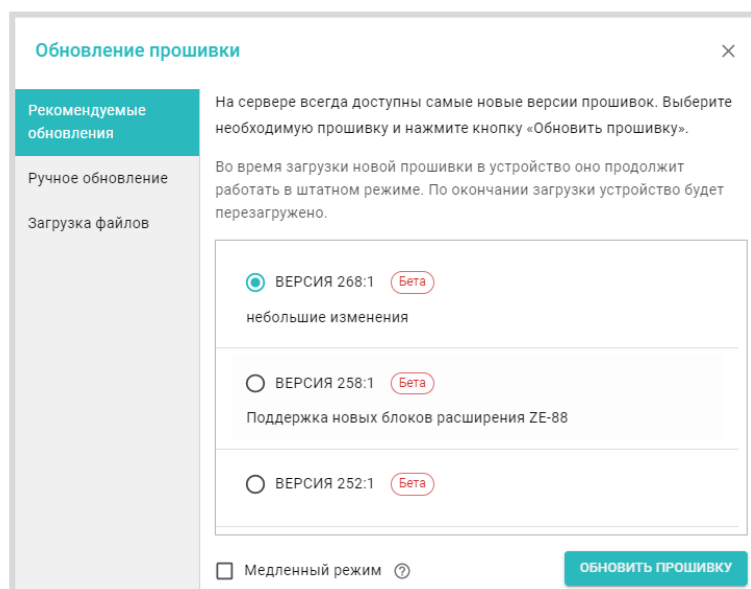 Обновление прошивки
Рекомендуемые
обновления
Ручное обновление
Загрузка файлов
На сервере всегда доступны самые новые версии прошивок. Выберите
необходимую прошивку и нажмите кнопку «Обновить прошивку».
Во время загрузки новой прошивки в устройство оно продолжит
работать в штатном режиме. По окончании загрузки устройство будет
перезагружено.
ВЕРСИЯ 268:1 Бета
небольшие изменения
ВЕРСИЯ 258:1 Бета
Поддержка новых блоков расширения ZE-88
ВЕРСИЯ 252:1 Бета
Медленный режим ?
ОБНОВИТЬ ПРОШИВКУ